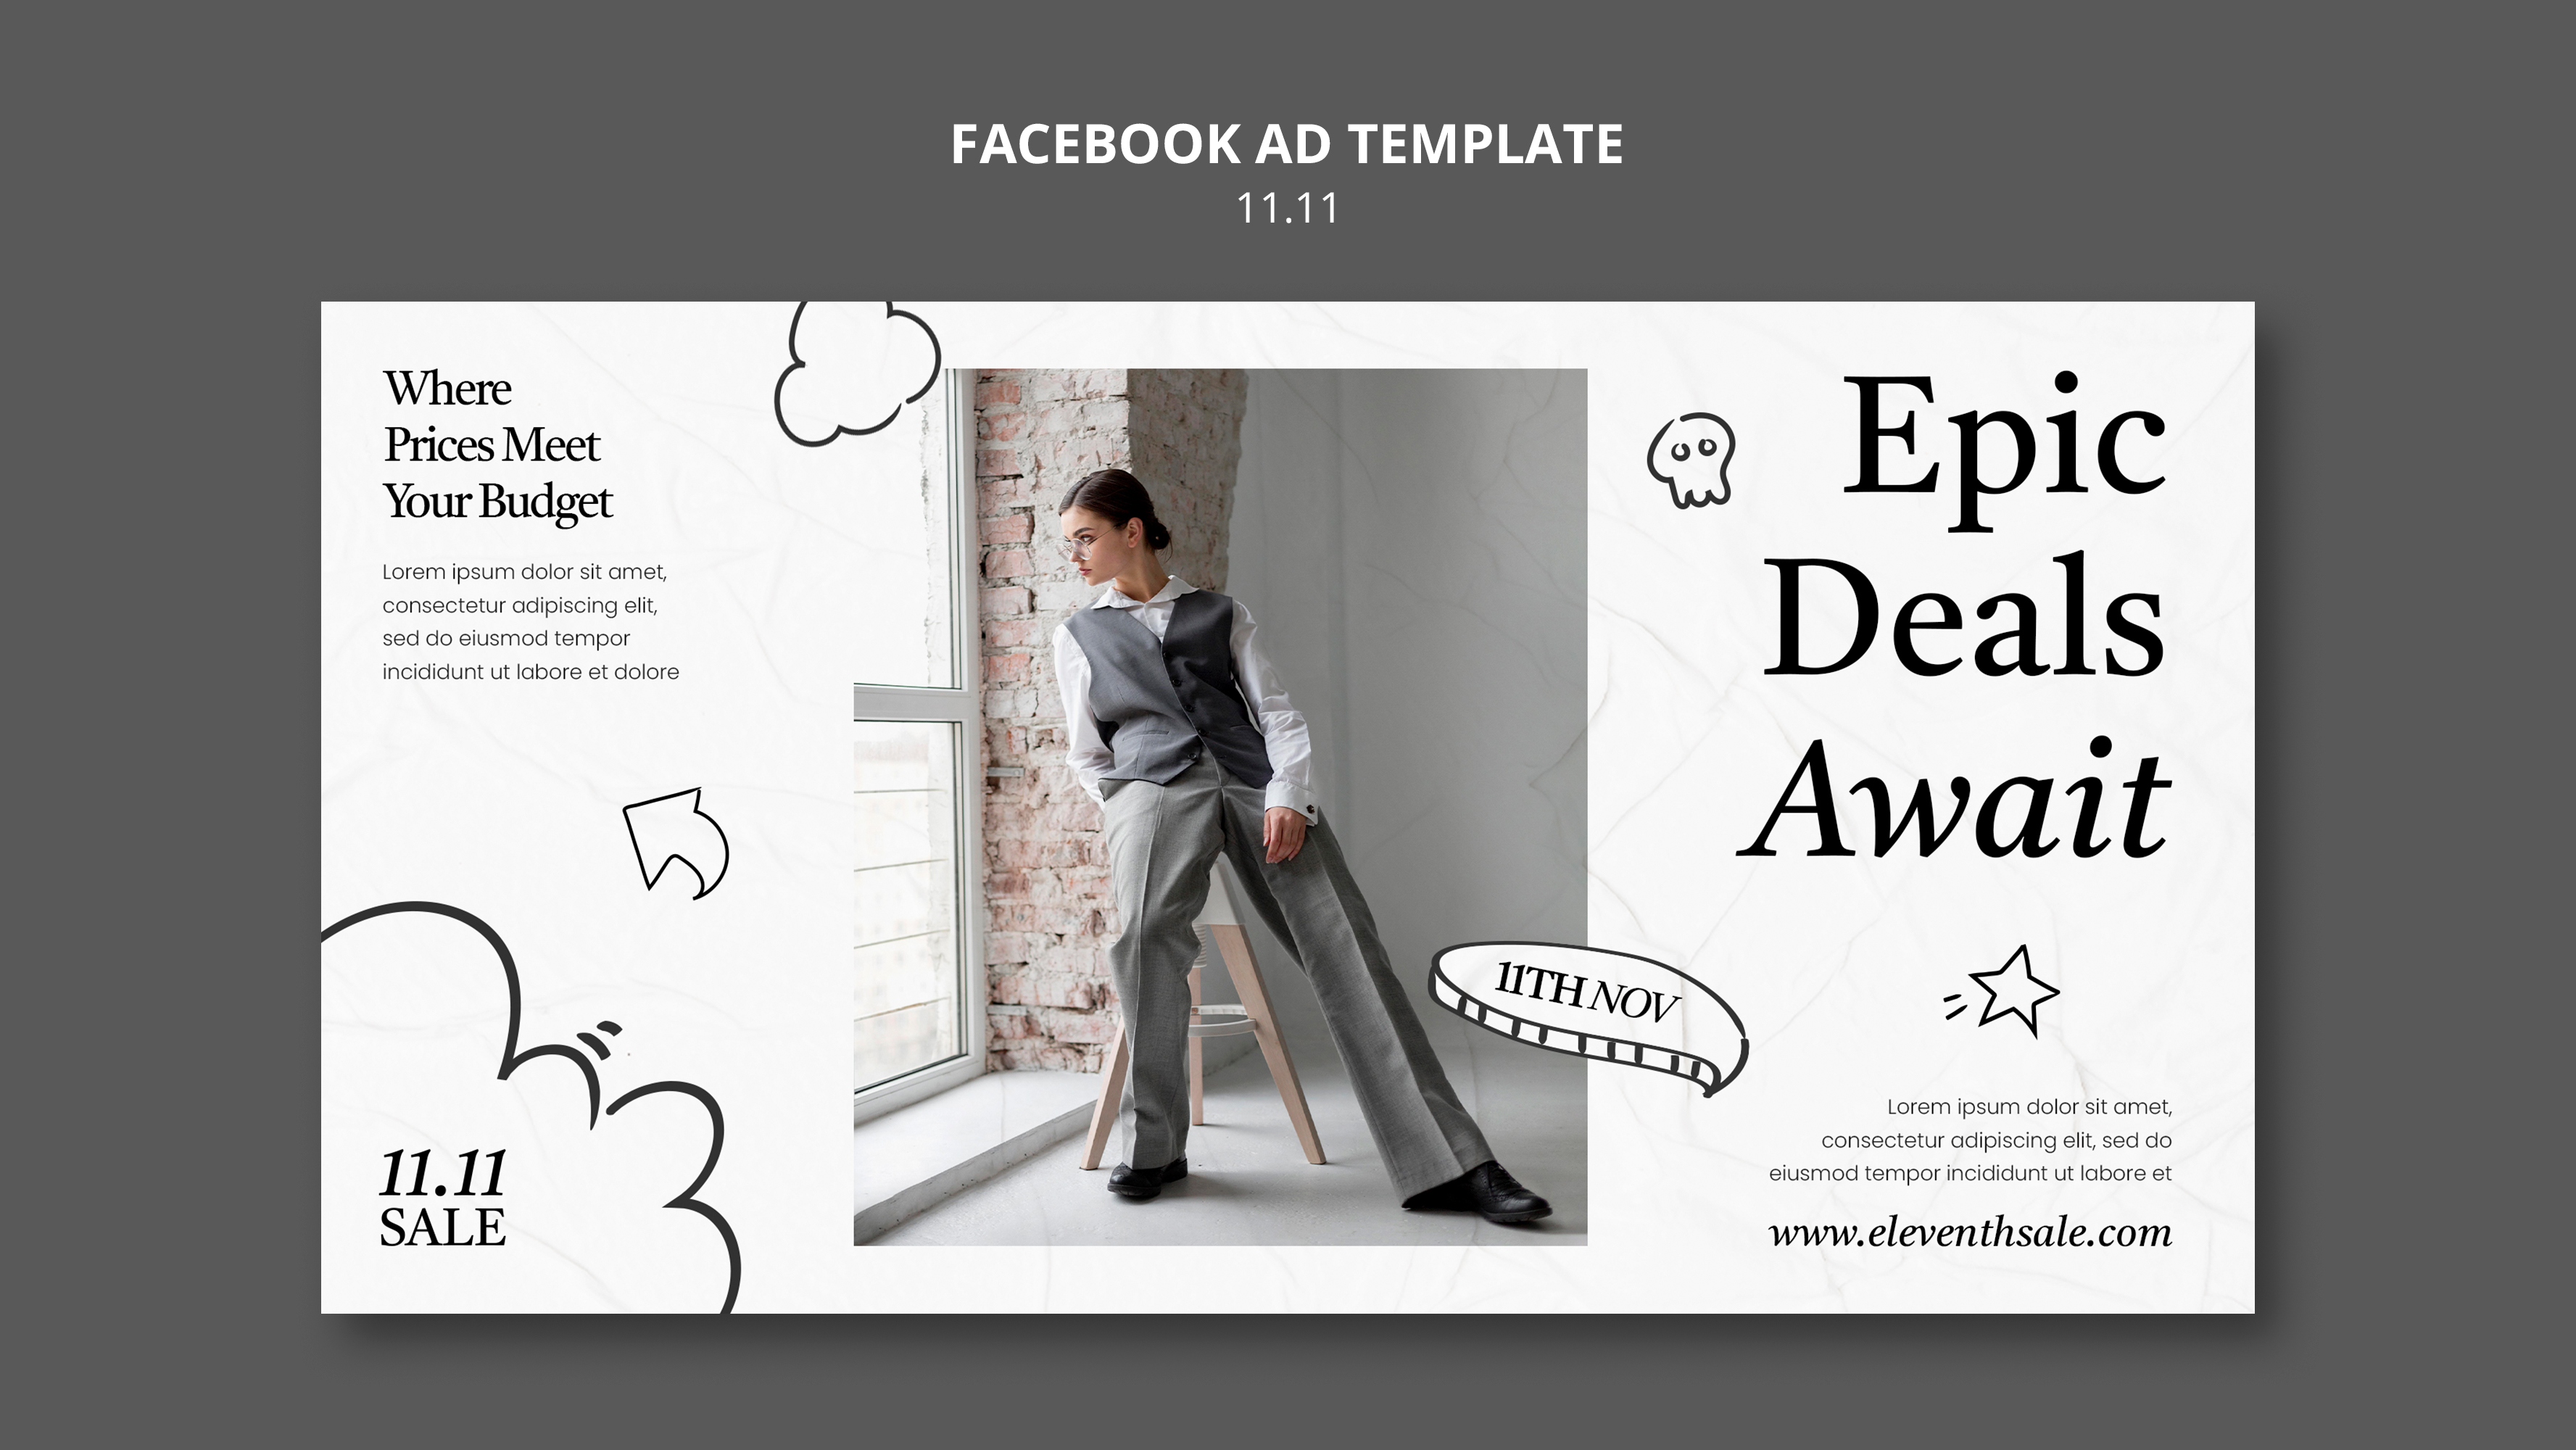 FACEBOOK AD TEMPLATE
11.11
Where
Prices Meet
Your Budget
Lorem ipsum dolor sit amet,
consectetur adipiscing elit,
sed do eiusmod tempor
incididunt ut labore et dolore
11.11
SALE
11TH NOV
Epic
Deals
Await
Lorem ipsum dolor sit amet,
consectetur adipiscing elit, sed do
eiusmod tempor incididunt ut labore et
www.eleventhsale.com